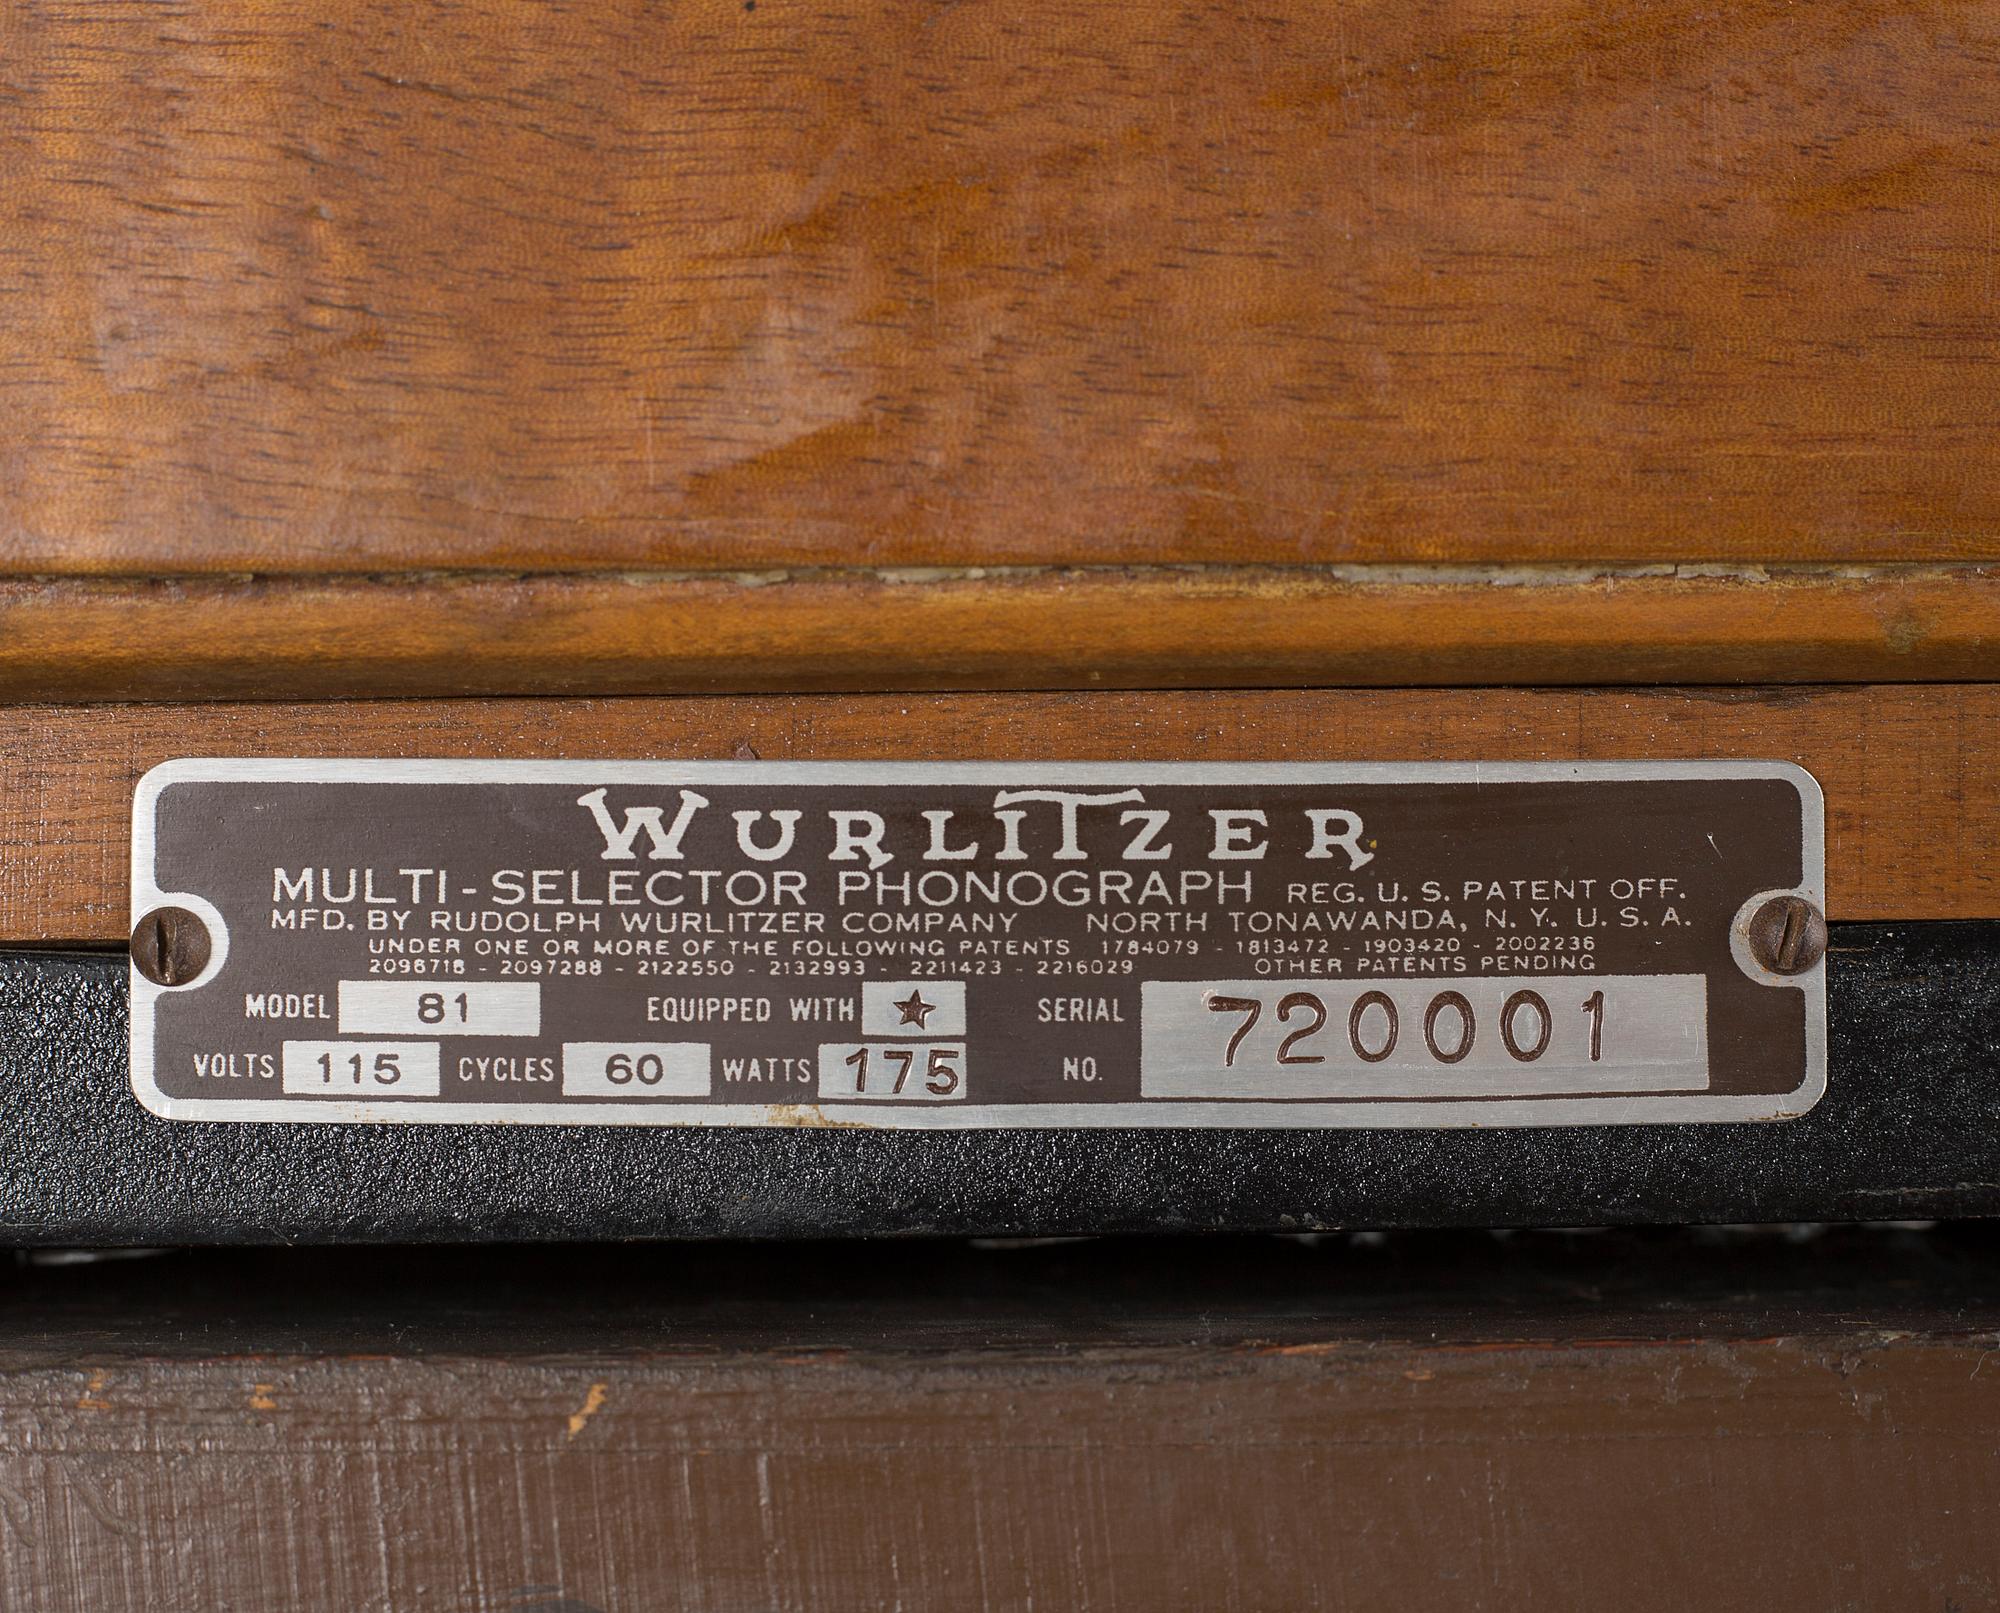 WURLITZER
MULTI-SELECTOR PHONOGRAPH REG. U. S. PATENT OFF.
MFD. BY RUDOLPH WURLITZER COMPANY NORTH TONAWANDA, N. Y. U. S. A.
UNDER ONE OR MORE OF THE FOLLOWING PATENTS 1784079 - 1813472 - 1903420 - 2002236
2096718 - 2097288 - 2122550 - 2132993 - 2211423 - 2216029 OTHER PATENTS PENDING
MODEL 81 EQUIPPED WITH ★ SERIAL NO. 720001
VOLTS 115 CYCLES 60 WATTS 175